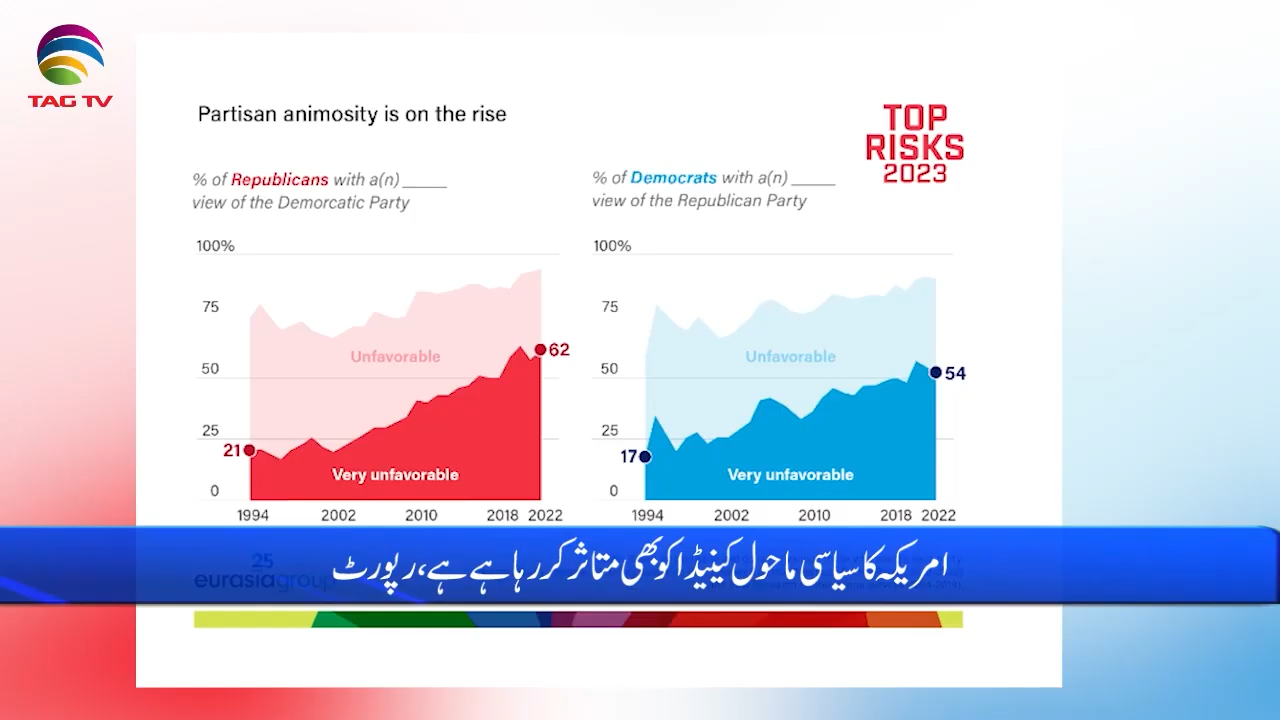 TAG TV
Partisan animosity is on the rise
TOP
RISKS
2023
% of Republicans with a(n) _____
view of the Demorcatic Party
% of Democrats with a(n) _____
view of the Republican Party
100%
75
50
25
0
Unfavorable
Very unfavorable
21
62
1994 2002 2010 2018 2022
100%
75
50
25
0
Unfavorable
Very unfavorable
17
54
1994 2002 2010 2018 2022
25
eurasiagroup
امریکہ کا سیاسی ماحول کینیڈا کو بھی متاثر کر رہا ہے ہے، رپورٹ